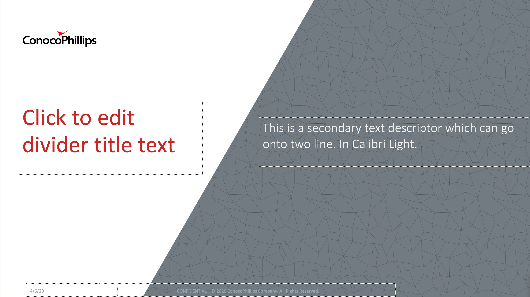 ConocoPhillips
Click to edit
divider title text
This is a secondary text descriptor which can go
onto two line. In Calibri Light.